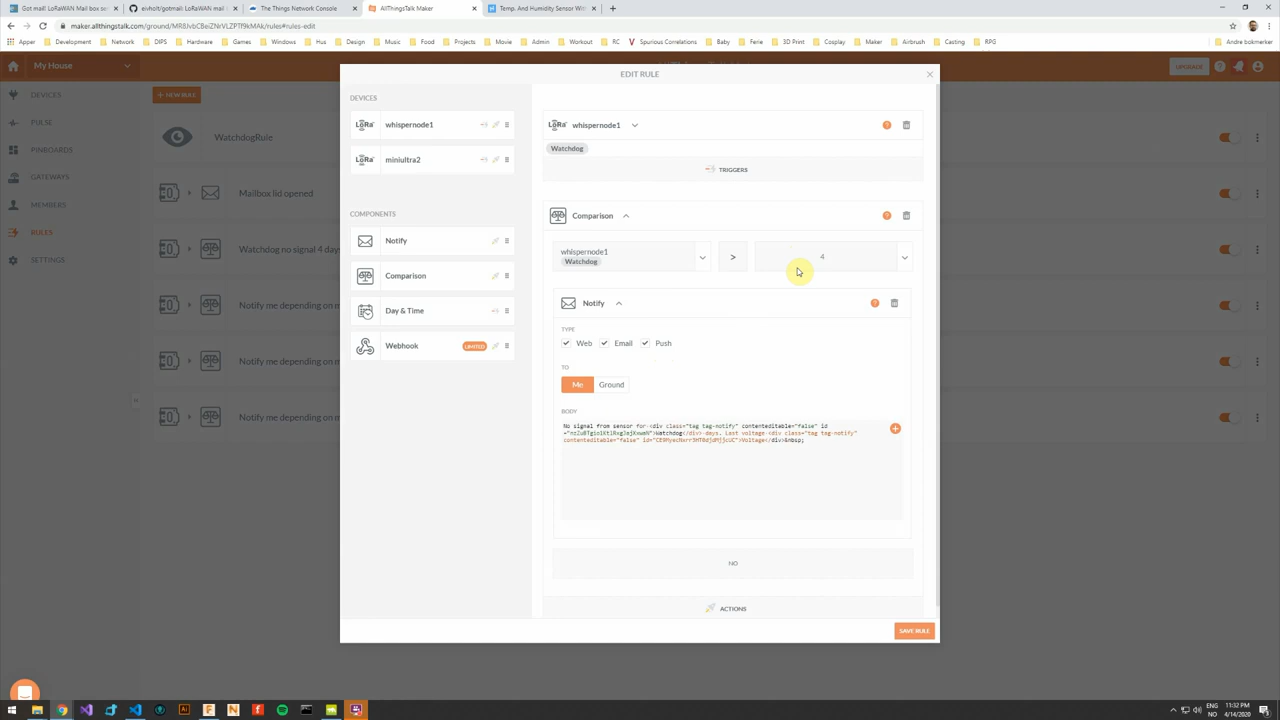 Got mail! LoRaWAN Mail box sen
eivholt/gotmail: LoRaWAN mail
The Things Network Console
AllThingsTalk Maker
Temp. And Humidity Sensor With
maker.allthingstalk.com/ground/
Apper
Development
Network
DIPS
Hardware
Games
Windows
Hus
Design
Music
Food
Projects
Movie
Admin
Workout
RC
Spurious Correlations
Baby
Ferie
3D Print
Cosplay
Maker
Airbrush
Casting
RPG
Andre bokmerker
My House
UPGRADE
DEVICES
PULSE
PINBOARDS
GATEWAYS
MEMBERS
RULES
SETTINGS
+ NEW RULE
WatchdogRule
Mailbox lid opened
Watchdog no signal 4 days
Notify me depending on
Notify me depending on
Notify me depending on
EDIT RULE
DEVICES
whispernode1
miniultra2
COMPONENTS
Notify
Comparison
Day & Time
Webhook
LIMITED
whispernode1
Watchdog
TRIGGERS
Comparison
whispernode1
Watchdog
>
4
Notify
TYPE
Web
Email
Push
TO
Me
Ground
BODY
No signal from sensor for <div class="tag tag-notify" contenteditable="false" id
Watchdog</div> days. Last voltage <div class="tag tag-notify"
contenteditable="false" Voltage</div>&nbsp;
NO
ACTIONS
SAVE RULE
ENG
NO
11:32 PM
4/14/2020